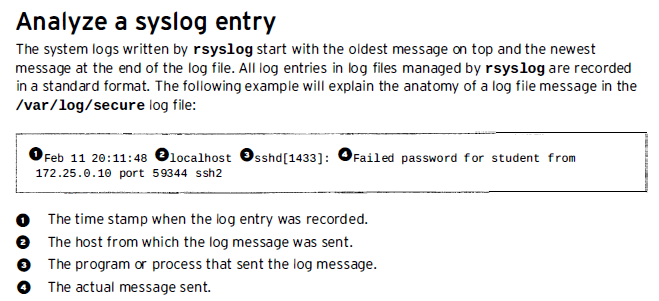 Analyze a syslog entry
The system logs written by rsyslog start with the oldest message on top and the newest
message at the end of the log file. All log entries in log files managed by rsyslog are recorded
in a standard format. The following example will explain the anatomy of a log file message in the
/var/log/secure log file:
❶Feb 11 20:11:48 ❷localhost ❸sshd[1433]: ❹Failed password for student from
172.25.0.10 port 59344 ssh2
❶ The time stamp when the log entry was recorded.
❷ The host from which the log message was sent.
❸ The program or process that sent the log message.
❹ The actual message sent.